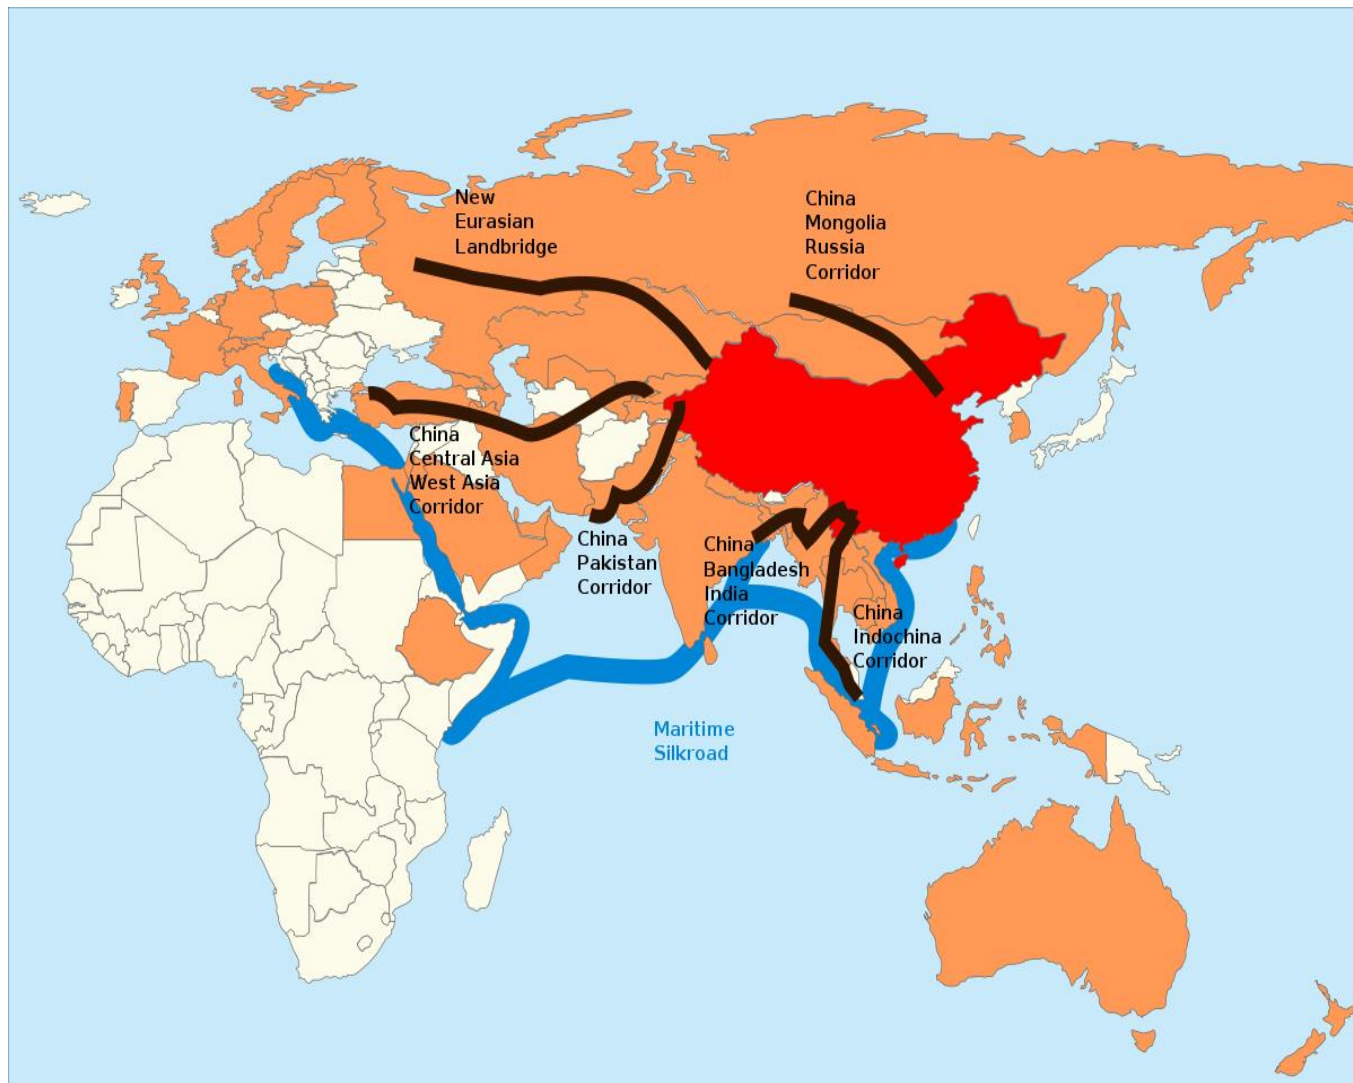 New
Eurasian
Landbridge
China
Mongolia
Russia
Corridor
China
Central Asia
West Asia
Corridor
China
Pakistan
Corridor
China
Bangladesh
India
Corridor
China
Indochina
Corridor
Maritime
Silkroad